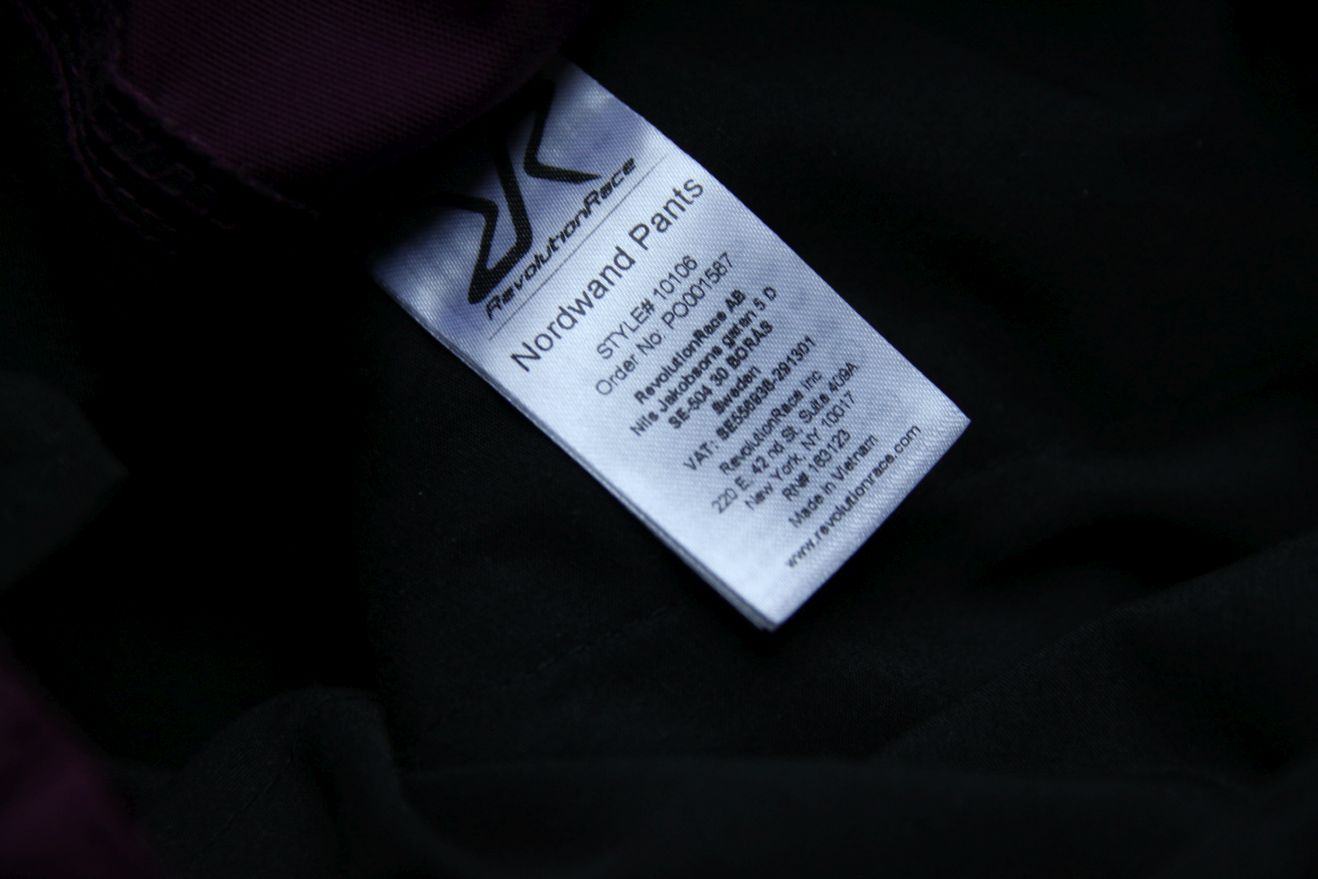 RevolutionRace
Nordwand Pants
STYLE# 10106
Order No: PO001587
RevolutionRace AB
Nils Jakobsons gatan 5 D
SE-504 30 BORÅS
Sweden
VAT: SE556938-291301
RevolutionRace Inc
220 E. 42 nd St, Suite 409A
New York, NY 10017
RN# 163123
Made in Vietnam
www.revolutionrace.com